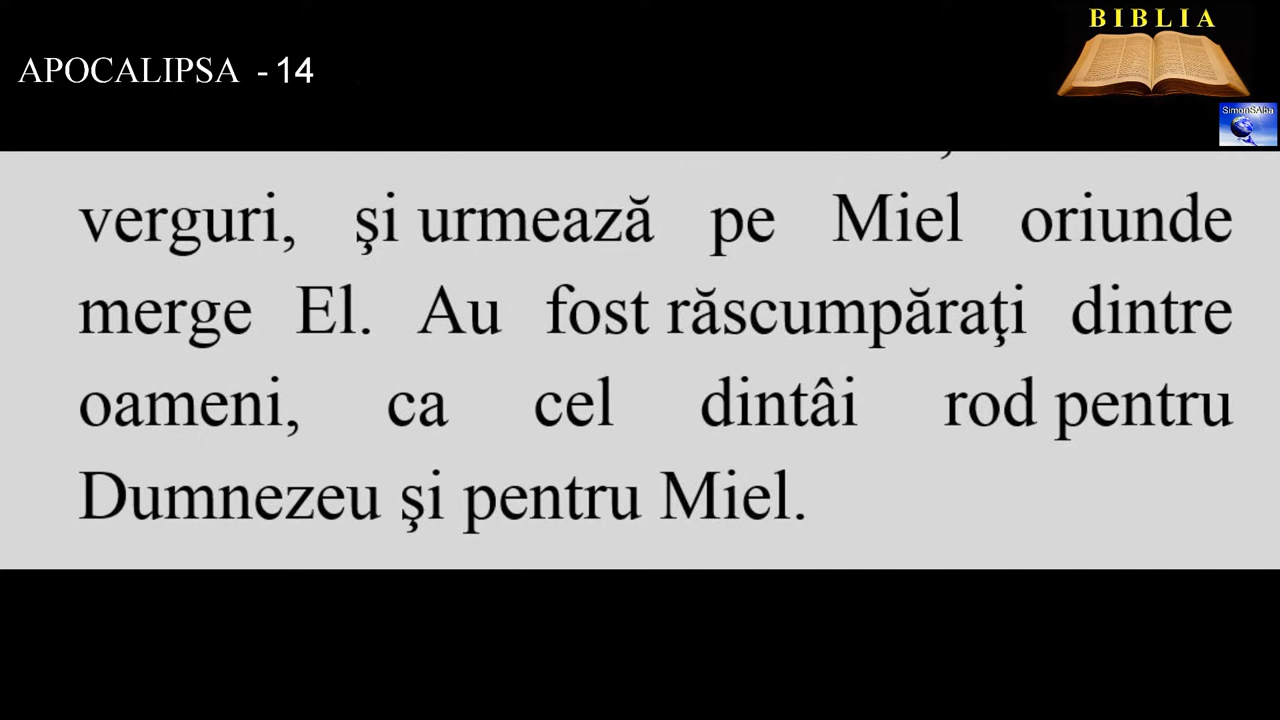 BIBLIA
APOCALIPSA - 14
SimonSAlba
verguri, şi urmează pe Miel oriunde
merge El. Au fost răscumpăraţi dintre
oameni, ca cel dintâi rod pentru
Dumnezeu şi pentru Miel.